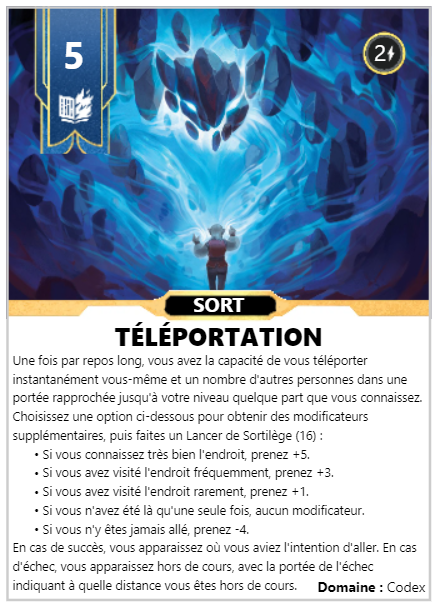 5
2
SORT
TÉLÉPORTATION
Une fois par repos long, vous avez la capacité de vous téléporter
instantanément vous-même et un nombre d'autres personnes dans une
portée rapprochée jusqu'à votre niveau quelque part que vous connaissez.
Choisissez une option ci-dessous pour obtenir des modificateurs
supplémentaires, puis faites un Lancer de Sortilège (16) :
• Si vous connaissez très bien l'endroit, prenez +5.
• Si vous avez visité l'endroit fréquemment, prenez +3.
• Si vous avez visité l'endroit rarement, prenez +1.
• Si vous n'avez été là qu'une seule fois, aucun modificateur.
• Si vous n'y êtes jamais allé, prenez -4.
En cas de succès, vous apparaissez où vous aviez l'intention d'aller. En cas
d'échec, vous apparaissez hors de cours, avec la portée de l'échec
indiquant à quelle distance vous êtes hors de cours. Domaine : Codex